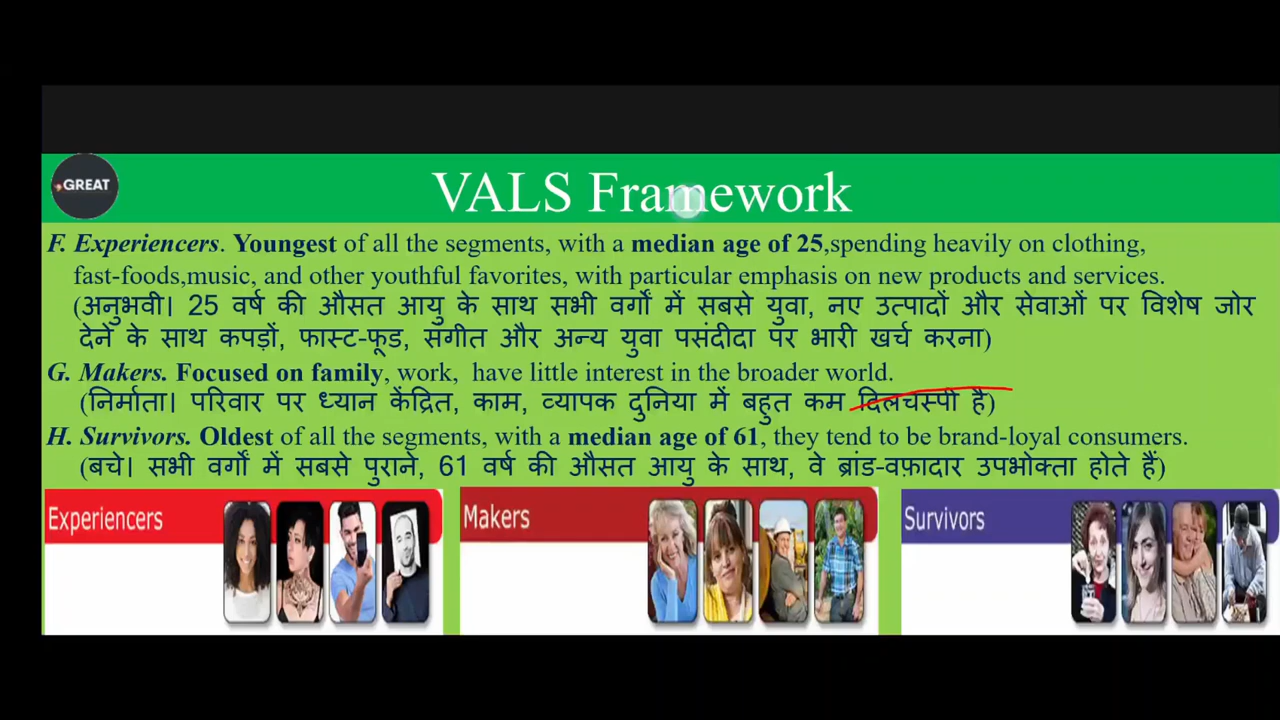 GREAT
VALS Framework
F. Experiencers. Youngest of all the segments, with a median age of 25,spending heavily on clothing,
fast-foods,music, and other youthful favorites, with particular emphasis on new products and services.
(अनुभवी। 25 वर्ष की औसत आयु के साथ सभी वर्गों में सबसे युवा, नए उत्पादों और सेवाओं पर विशेष जोर
देने के साथ कपड़ों, फास्ट-फूड, संगीत और अन्य युवा पसंदीदा पर भारी खर्च करना)
G. Makers. Focused on family, work, have little interest in the broader world.
(निर्माता। परिवार पर ध्यान केंद्रित, काम, व्यापक दुनिया में बहुत कम दिलचस्पी है)
H. Survivors. Oldest of all the segments, with a median age of 61, they tend to be brand-loyal consumers.
(बचे। सभी वर्गों में सबसे पुराने, 61 वर्ष की औसत आयु के साथ, वे ब्रांड-वफ़ादार उपभोक्ता होते हैं)
Experiencers
Makers
Survivors